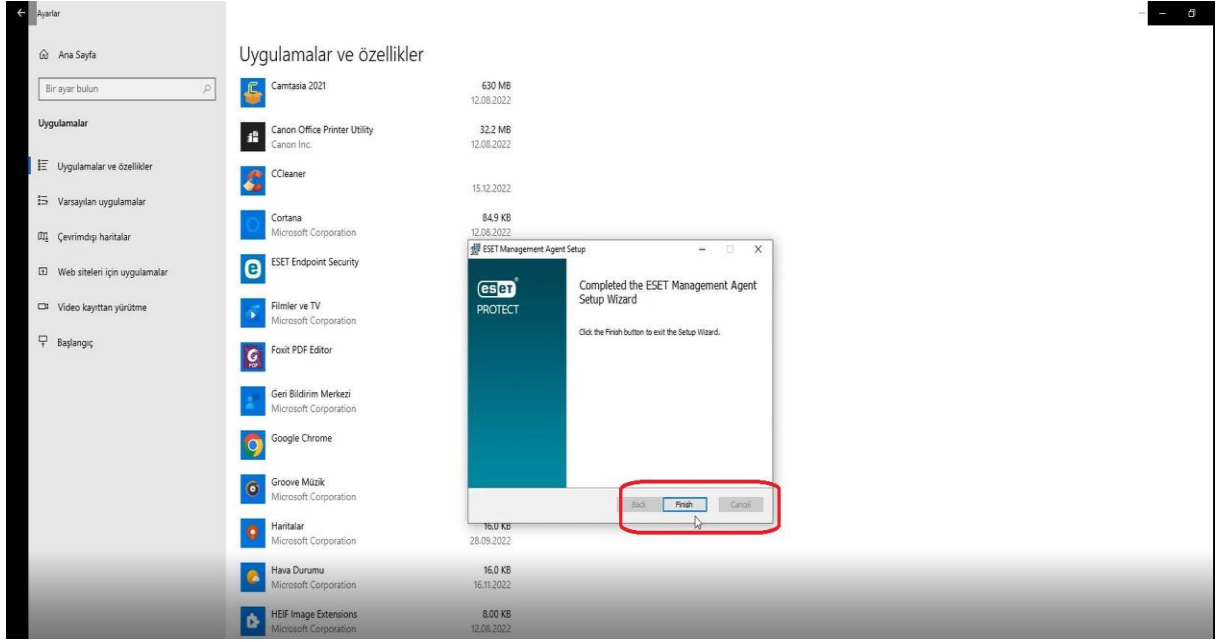 Ayarlar
Ana Sayfa
Bir ayar bulun
Uygulamalar
Uygulamalar ve özellikler
Varsayılan uygulamalar
Çevrimdışı haritalar
Web siteleri için uygulamalar
Video kayıttan yürütme
Başlangıç
Uygulamalar ve özellikler
Camtasia 2021 630 MB
12.08.2022
Canon Office Printer Utility 32,2 MB
Canon Inc. 12.08.2022
CCleaner
15.12.2022
Cortana 84,9 KB
Microsoft Corporation 12.08.2022
ESET Endpoint Security
Filmler ve TV
Microsoft Corporation
Foxit PDF Editor
Geri Bildirim Merkezi
Microsoft Corporation
Google Chrome
Groove Müzik
Microsoft Corporation
Haritalar 16,0 KB
Microsoft Corporation 28.09.2022
Hava Durumu 16,0 KB
Microsoft Corporation 16.11.2022
HEIF Image Extensions 8,00 KB
Microsoft Corporation 12.08.2022
ESET Management Agent Setup
eset
PROTECT
Completed the ESET Management Agent
Setup Wizard
Click the Finish button to exit the Setup Wizard.
Back Finish Cancel